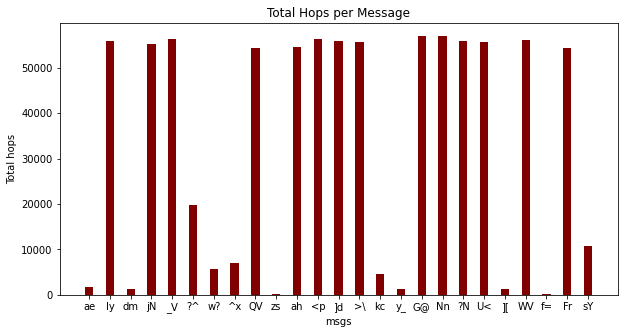 Total Hops per Message
Total hops
50000
40000
30000
20000
10000
0
ae ly dm jN _V ?^ w? ^x QV zs ah <p ]d >\ kc y_ G@ Nn ?N U< ][ WV f= Fr sY
msgs